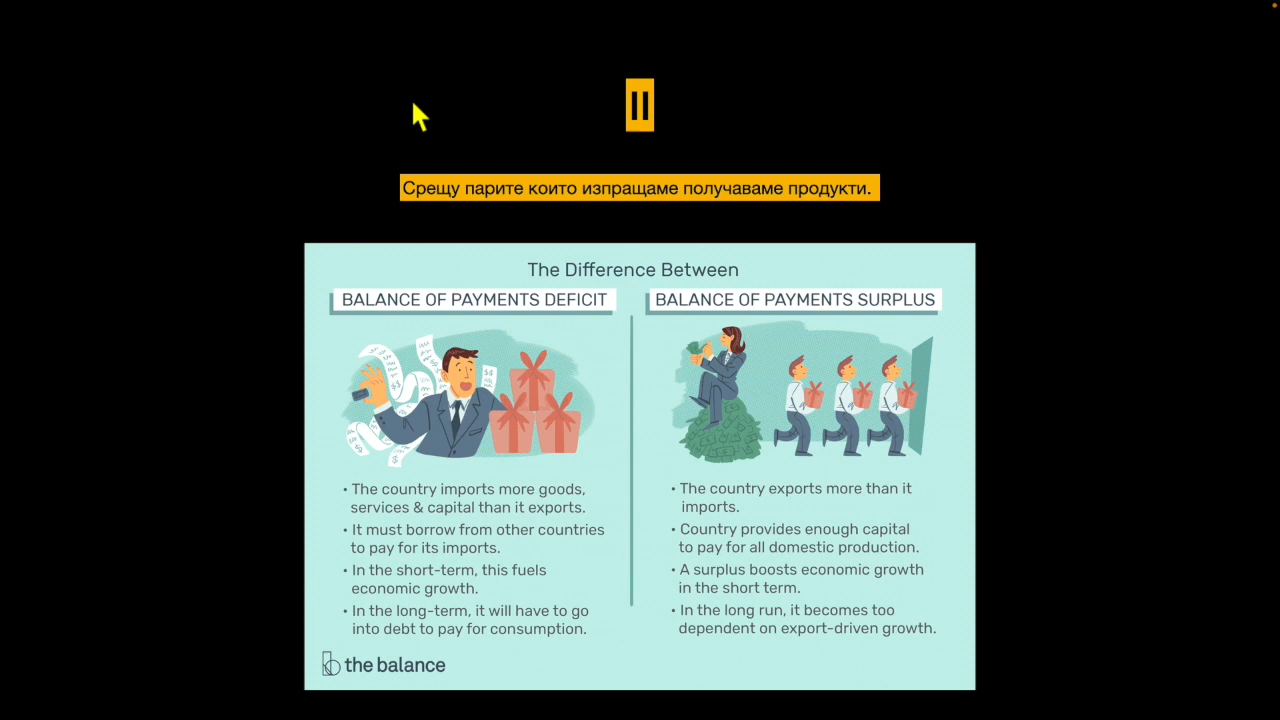 II
Срещу парите които изпращаме получаваме продукти.
The Difference Between
BALANCE OF PAYMENTS DEFICIT
• The country imports more goods,
services & capital than it exports.
• It must borrow from other countries
to pay for its imports.
• In the short-term, this fuels
economic growth.
• In the long-term, it will have to go
into debt to pay for consumption.
BALANCE OF PAYMENTS SURPLUS
• The country exports more than it
imports.
• Country provides enough capital
to pay for all domestic production.
• A surplus boosts economic growth
in the short term.
• In the long run, it becomes too
dependent on export-driven growth.
the balance